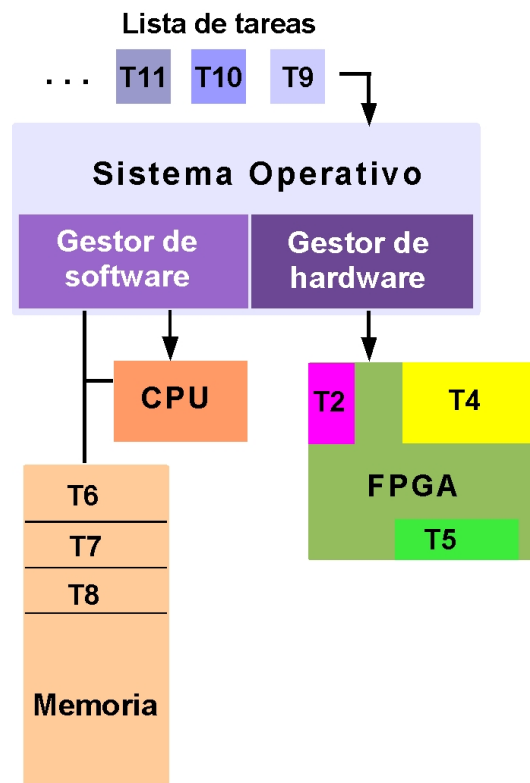 Lista de tareas
. . . T11 T10 T9
Sistema Operativo
Gestor de
software
Gestor de
hardware
CPU
T2
T4
FPGA
T5
T6
T7
T8
Memoria